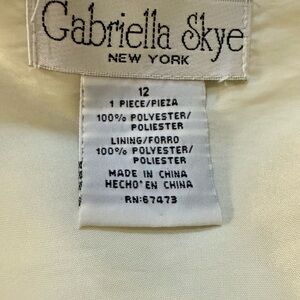 Gabriella Skye
NEW YORK
12
1 PIECE/PIEZA
100% POLYESTER/
POLIESTER
LINING/FORRO
100% POLYESTER/
POLIESTER
MADE IN CHINA
HECHO EN CHINA
RN:67473